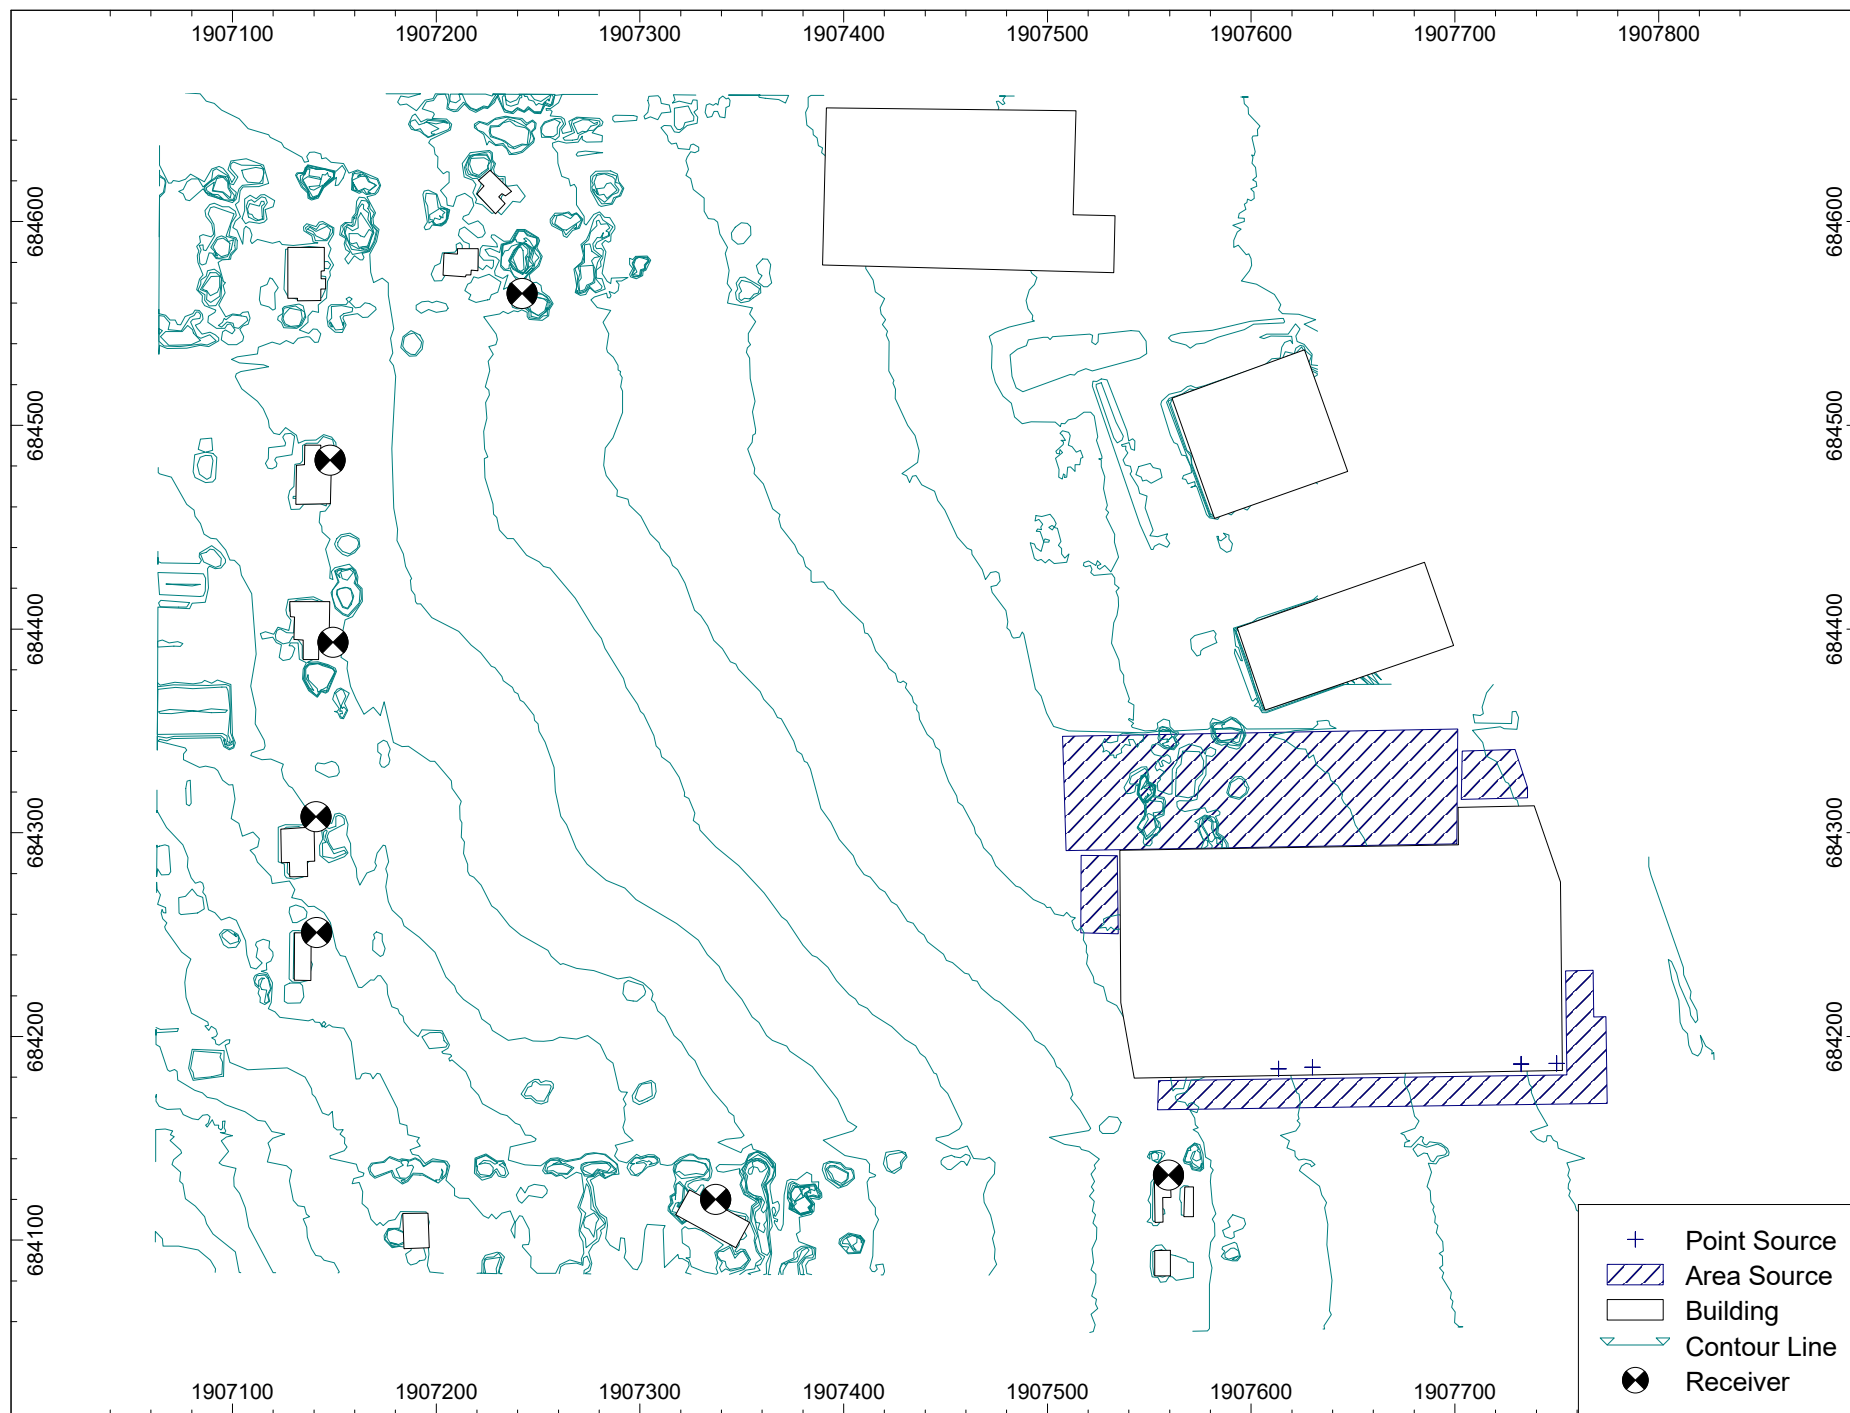 1907100 1907200 1907300 1907400 1907500 1907600 1907700 1907800
684600 684600
684500 684500
684400 684400
684300 684300
684200 684200
684100
Point Source
Area Source
Building
Contour Line
Receiver
1907100 1907200 1907300 1907400 1907500 1907600 1907700